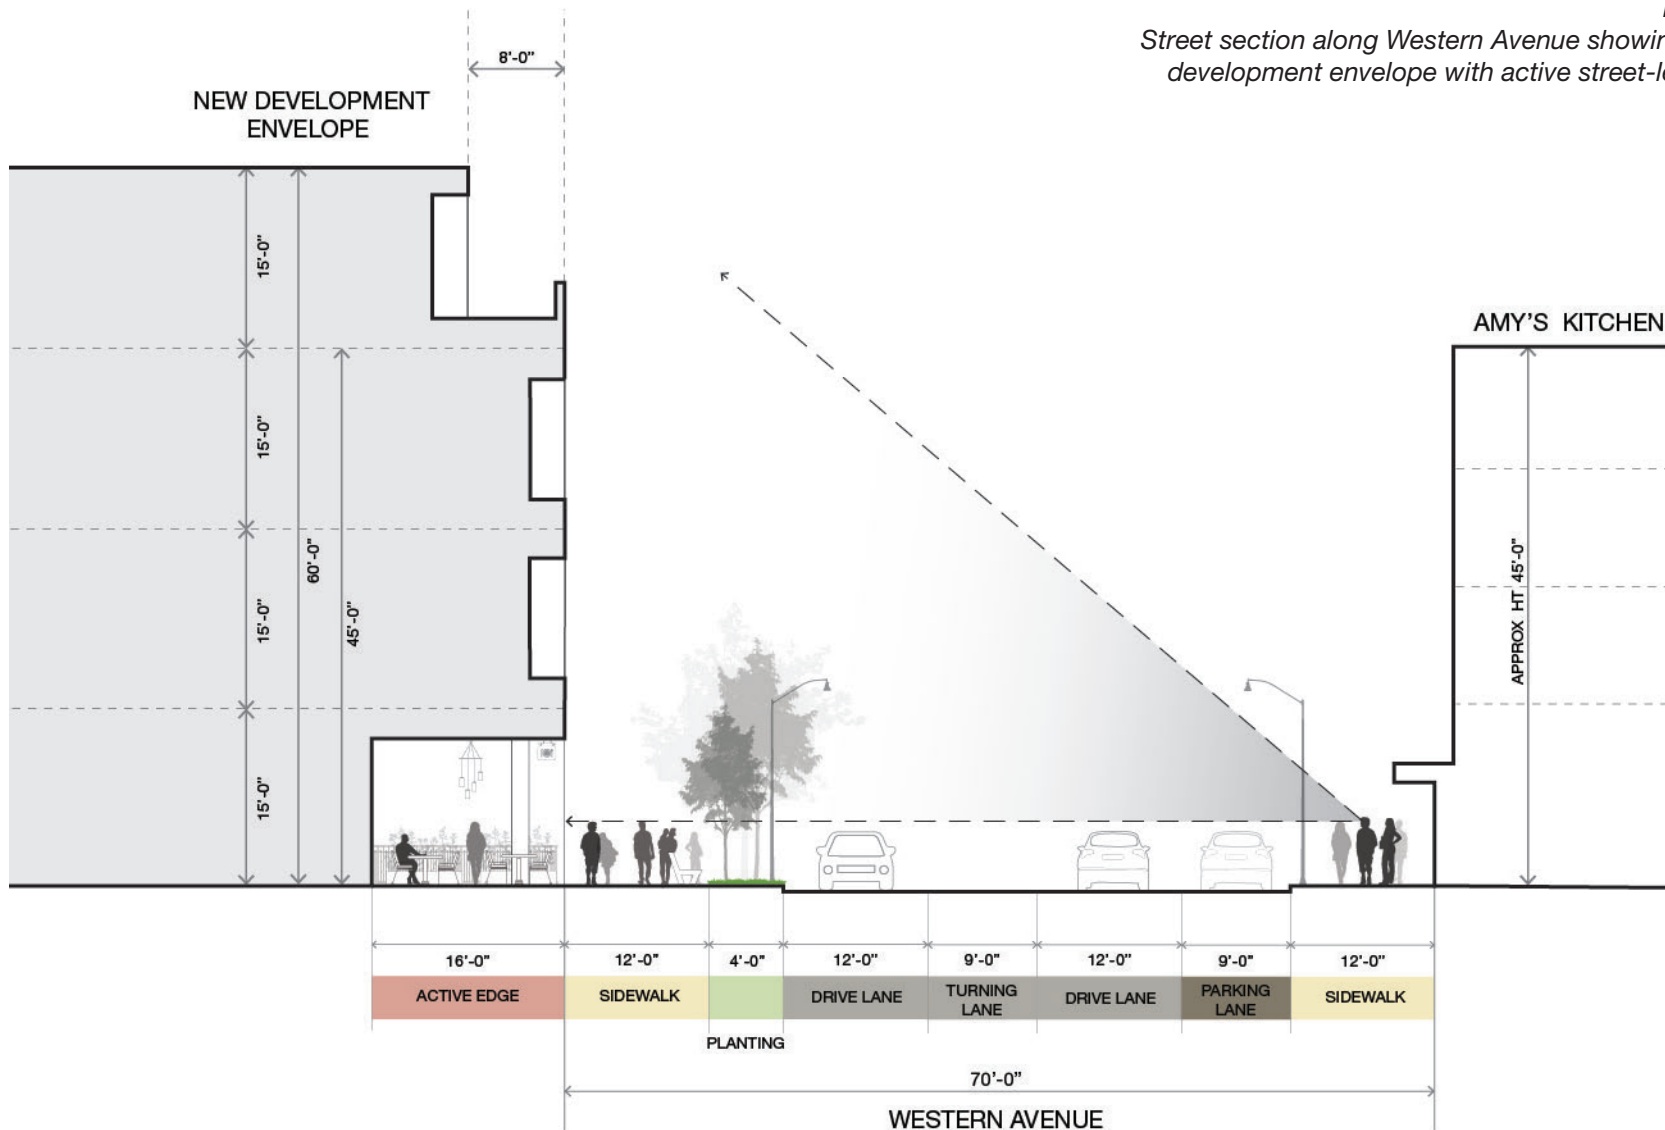 Street section along Western Avenue showin
development envelope with active street-l
8'-0"
NEW DEVELOPMENT
ENVELOPE
15'-0"
15'-0"
15'-0"
15'-0"
60'-0"
45'-0"
AMY'S KITCHEN
APPROX HT 45'-0"
16'-0"
12'-0"
4'-0"
12'-0"
9'-0"
12'-0"
9'-0"
12'-0"
ACTIVE EDGE
SIDEWALK
DRIVE LANE
TURNING
LANE
DRIVE LANE
PARKING
LANE
SIDEWALK
PLANTING
70'-0"
WESTERN AVENUE